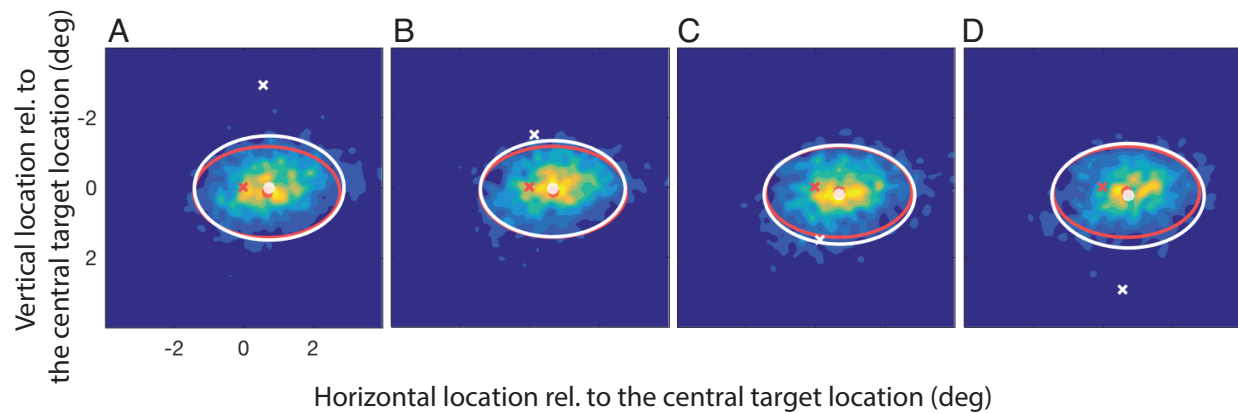 A B C D
Vertical location rel. to
the central target location (deg)
-2
0
2
-2 0 2
Horizontal location rel. to the central target location (deg)